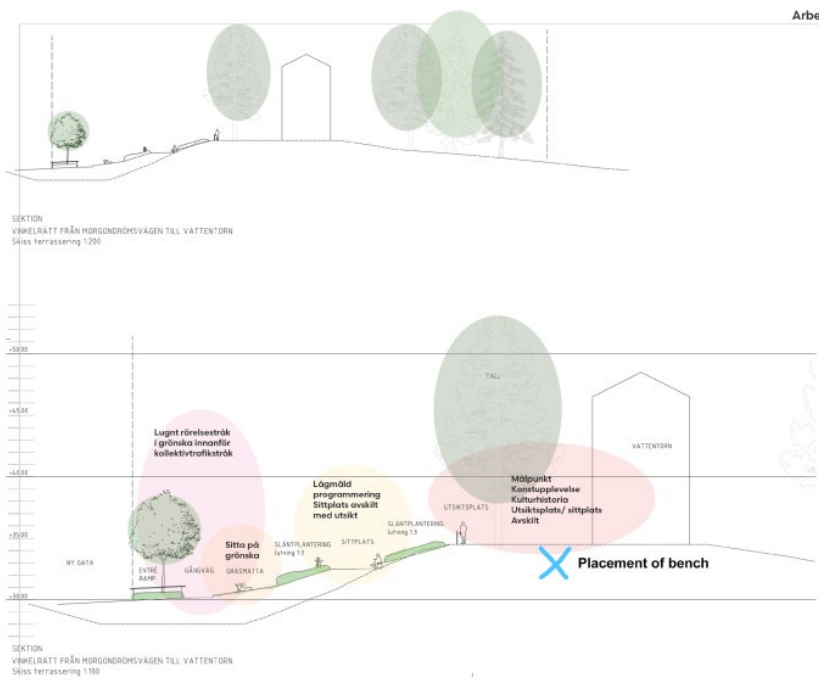 Arbe
SEKTION
VINKELRÄTT FRÅN MORGONDRÖMSVÄGEN TILL VATTENTORN
Skiss terrassering 1:200
+50.00
+45.00
+40.00
+35.00
+30.00
TALL
VATTENTORN
Lugnt rörelsestråk
i grönska innanför
kollektivtrafikstråk
Lågmäld
programmering
Sittplats avskilt
med utsikt
Målpunkt
Konstupplevelse
Kulturhistoria
Utsiktsplats/ sittplats
Avskilt
UTSIKTSPLATS
SLÄNTPLANTERING
lutning 1:3
SITTPLATS
SLÄNTPLANTERING
lutning 1:3
Sitta på
grönska
NY GATA
ENTRÉ
RAMP
GÅNGVÄG
GRÄSMATTA
Placement of bench
SEKTION
VINKELRÄTT FRÅN MORGONDRÖMSVÄGEN TILL VATTENTORN
Skiss terrassering 1:100